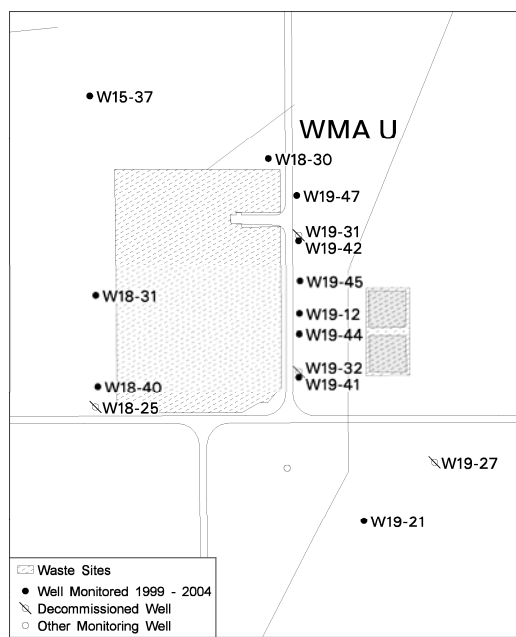 W15-37
WMA U
W18-30
W19-47
W19-31
W19-42
W19-45
W18-31
W19-12
W19-44
W19-32
W18-40
W19-41
W18-25
W19-27
W19-21
Waste Sites
Well Monitored 1999 - 2004
Decommissioned Well
Other Monitoring Well